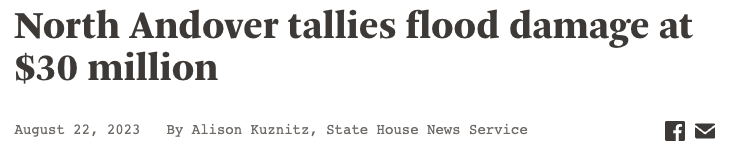 North Andover tallies flood damage at
$30 million
August 22, 2023 By Alison Kuznitz, State House News Service